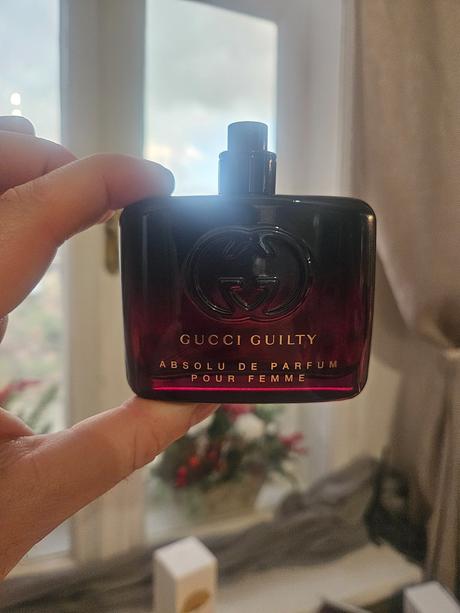 GUCCI GUILTY
ABSOLU DE PARFUM
POUR FEMME